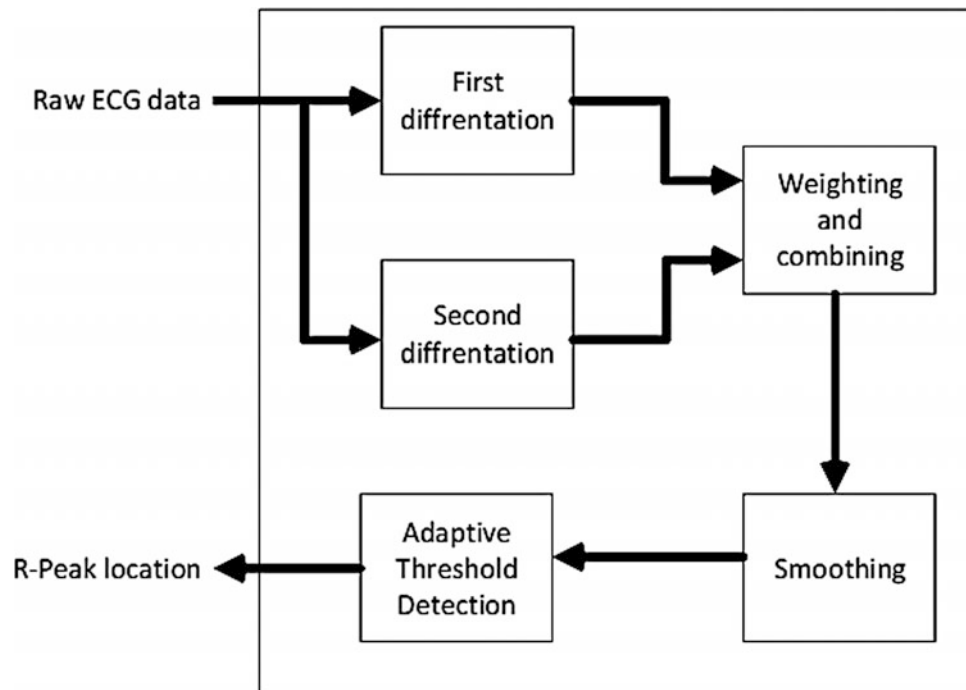 Raw ECG data
First
diffrentation
Second
diffrentation
Weighting
and
combining
Smoothing
Adaptive
Threshold
Detection
R-Peak location